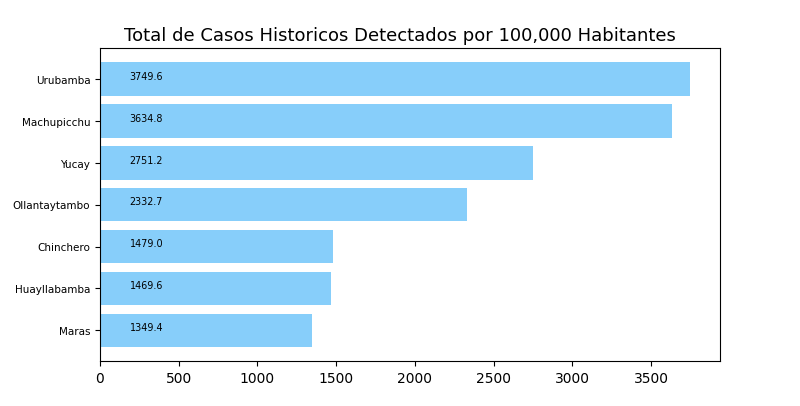 Total de Casos Historicos Detectados por 100,000 Habitantes
Urubamba 3749.6
Machupicchu 3634.8
Yucay 2751.2
Ollantaytambo 2332.7
Chinchero 1479.0
Huayllabamba 1469.6
Maras 1349.4
0 500 1000 1500 2000 2500 3000 3500